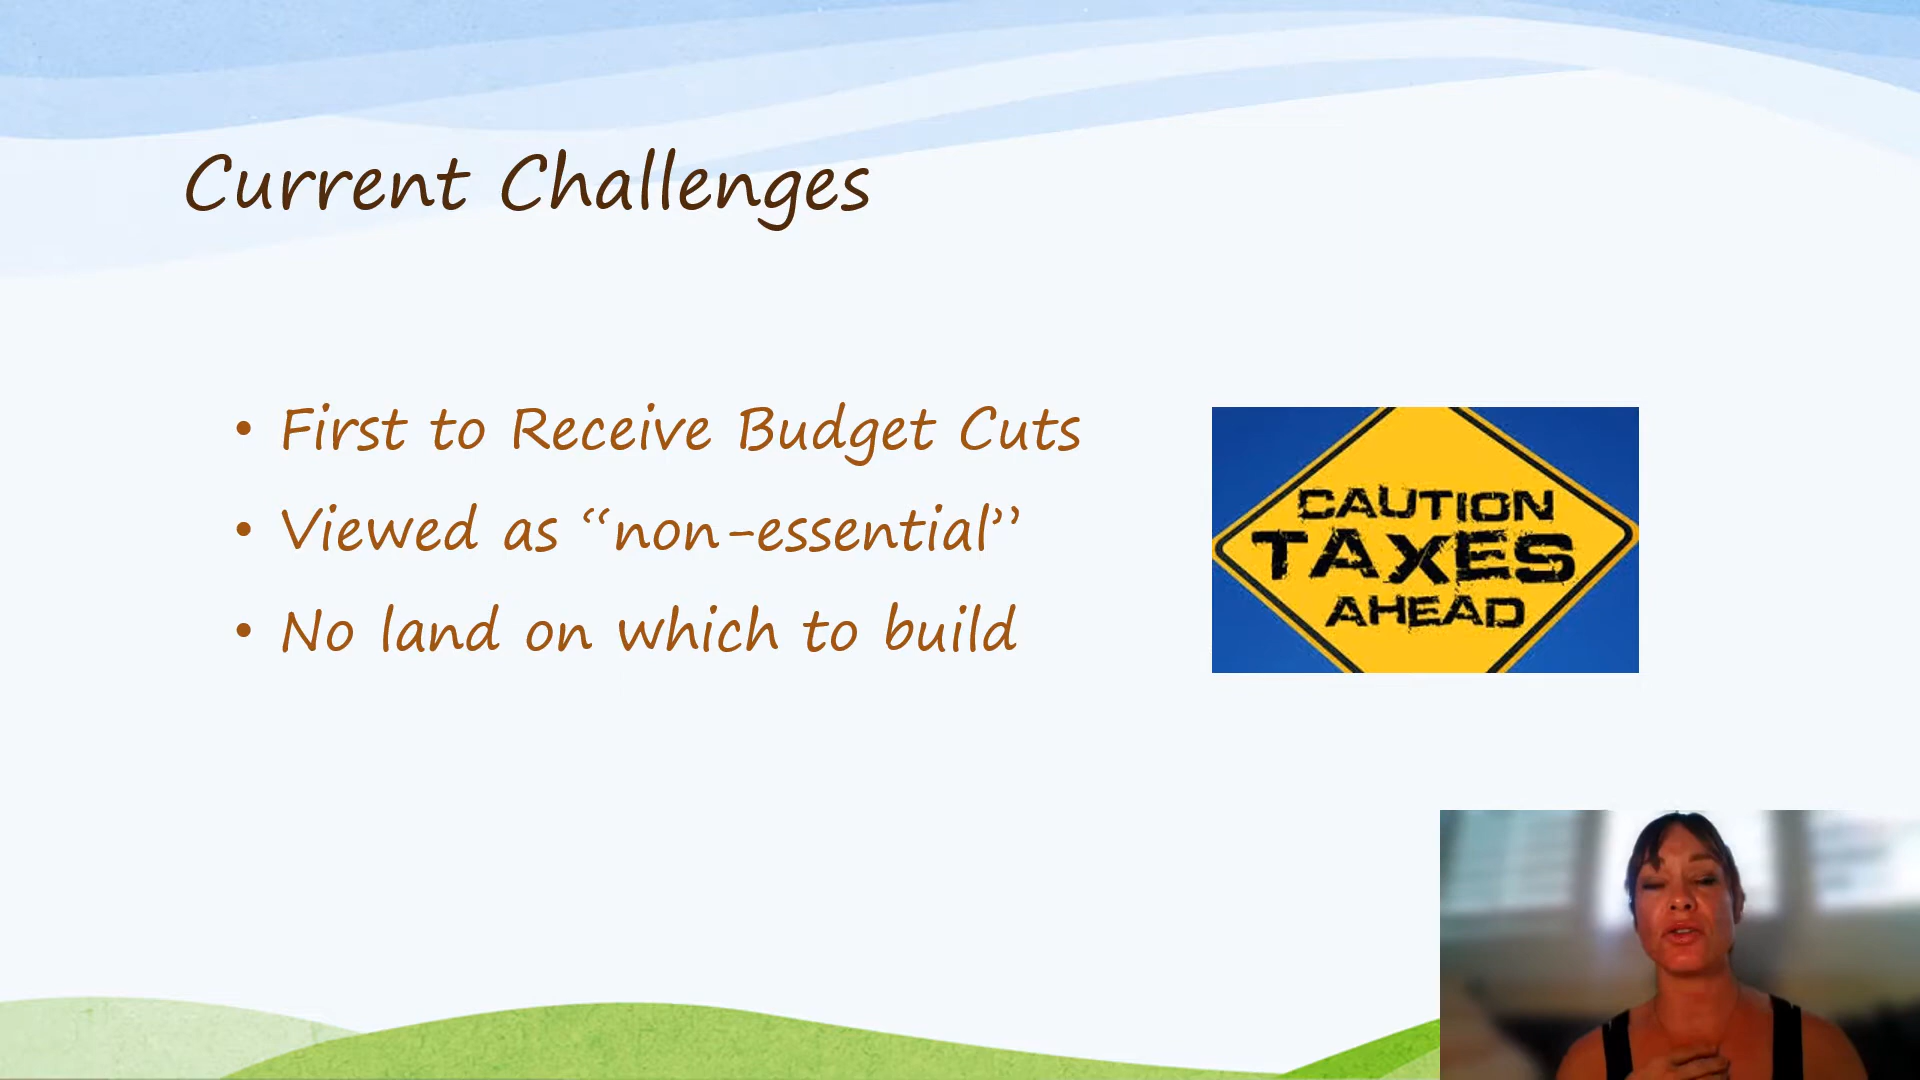 Current Challenges
• First to Receive Budget Cuts
• Viewed as “non-essential”
• No land on which to build
CAUTION
TAXES
AHEAD